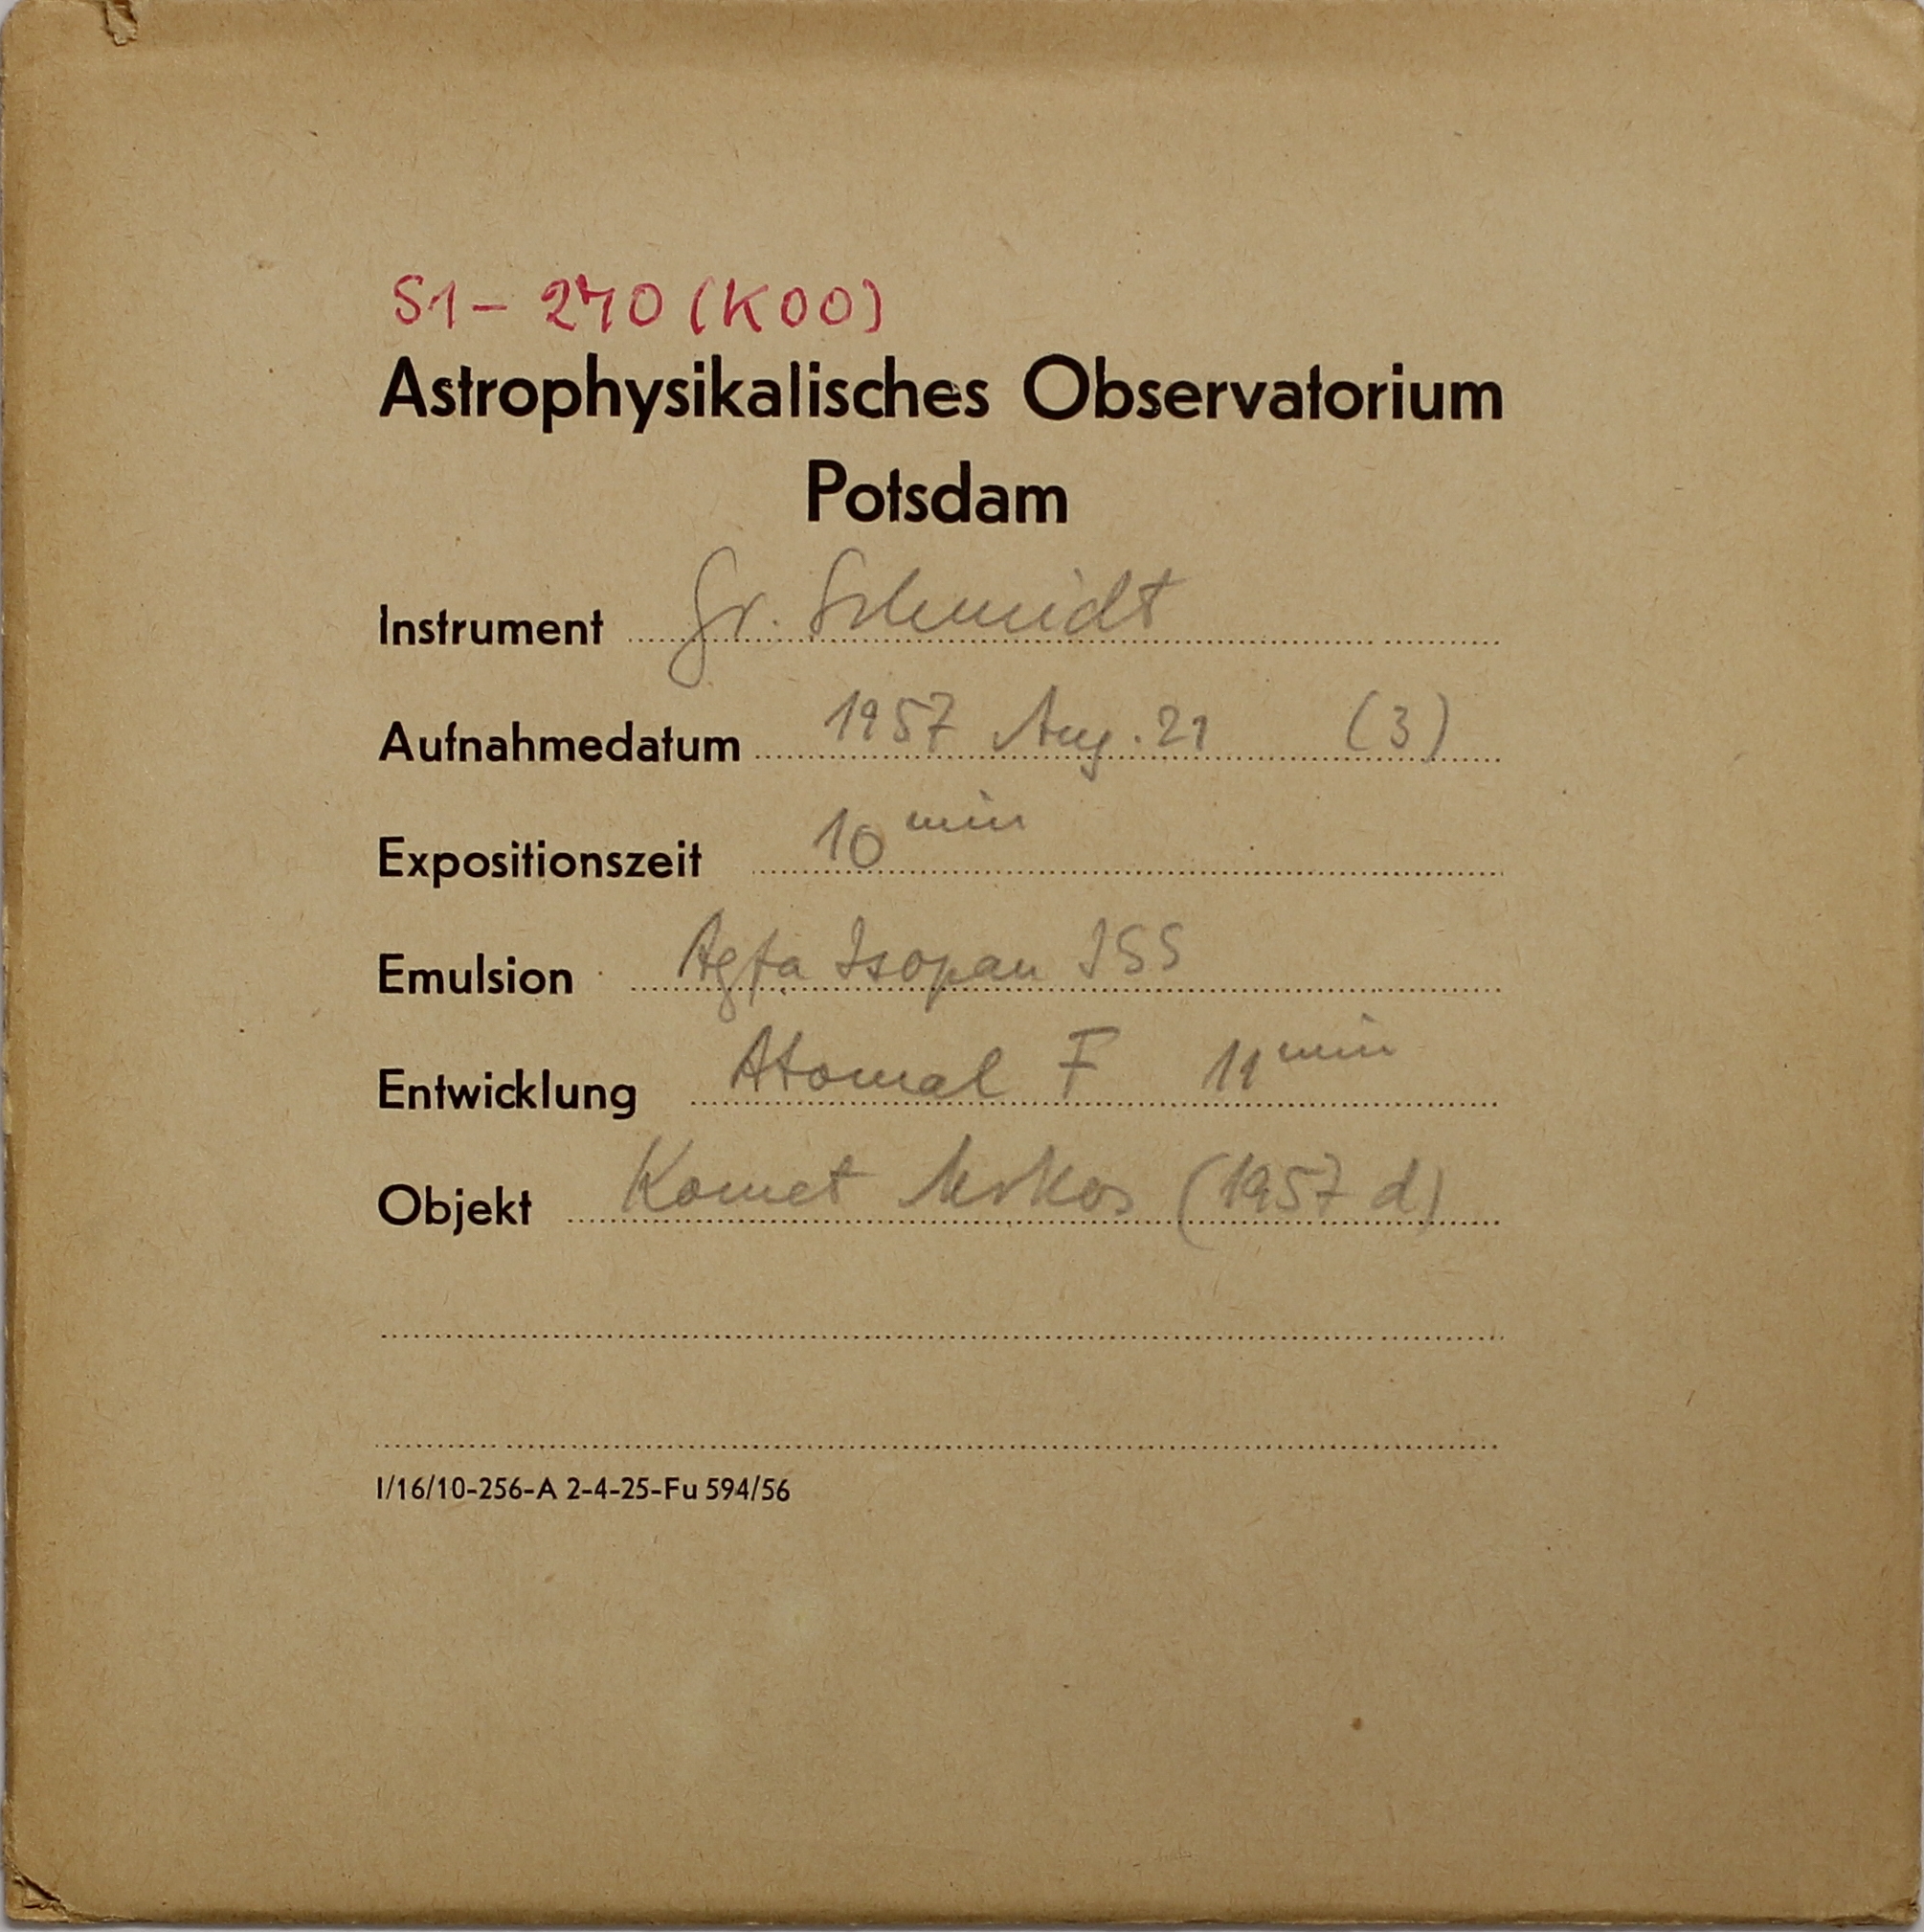 S1- 270 (K00)
Astrophysikalisches Observatorium
Potsdam
Instrument Gr. Schmidt
Aufnahmedatum 1957 Aug. 21 (3)
Expositionszeit 10 min
Emulsion Agfa Isopan ISS
Entwicklung Atomal F 11 min
Objekt Komet Mrkos (1957 d)
I/16/10-256-A 2-4-25-Fu 594/56